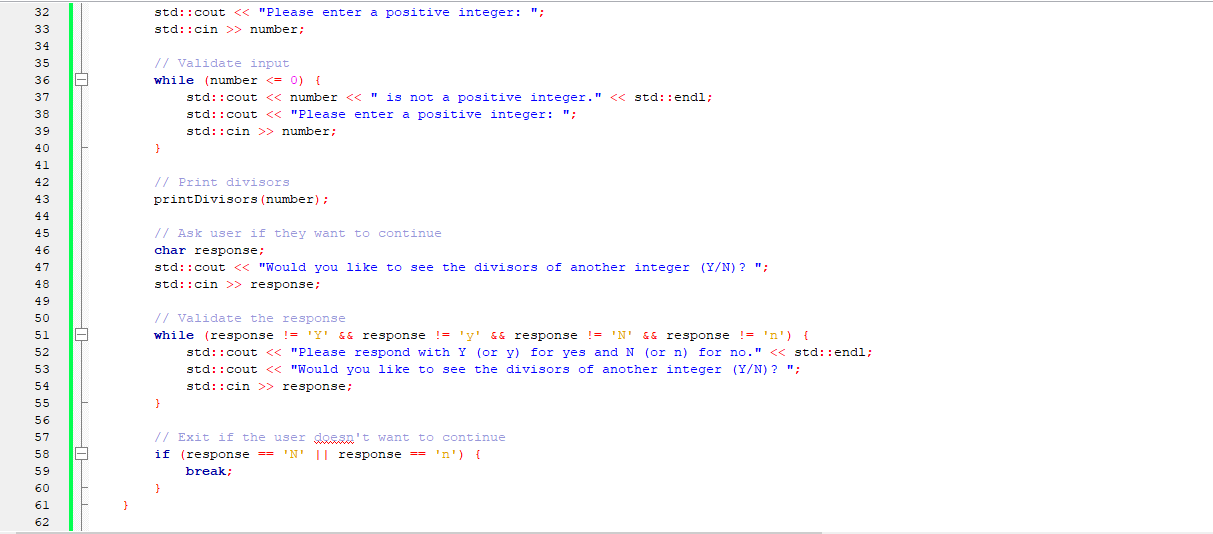 32 std::cout << "Please enter a positive integer: ";
33 std::cin >> number;
34
35 // Validate input
36 while (number <= 0) {
37 std::cout << number << " is not a positive integer." << std::endl;
38 std::cout << "Please enter a positive integer: ";
39 std::cin >> number;
40 }
41
42 // Print divisors
43 printDivisors(number);
44
45 // Ask user if they want to continue
46 char response;
47 std::cout << "Would you like to see the divisors of another integer (Y/N)? ";
48 std::cin >> response;
49
50 // Validate the response
51 while (response != 'Y' && response != 'y' && response != 'N' && response != 'n') {
52 std::cout << "Please respond with Y (or y) for yes and N (or n) for no." << std::endl;
53 std::cout << "Would you like to see the divisors of another integer (Y/N)? ";
54 std::cin >> response;
55 }
56
57 // Exit if the user doesn't want to continue
58 if (response == 'N' || response == 'n') {
59 break;
60 }
61 }
62